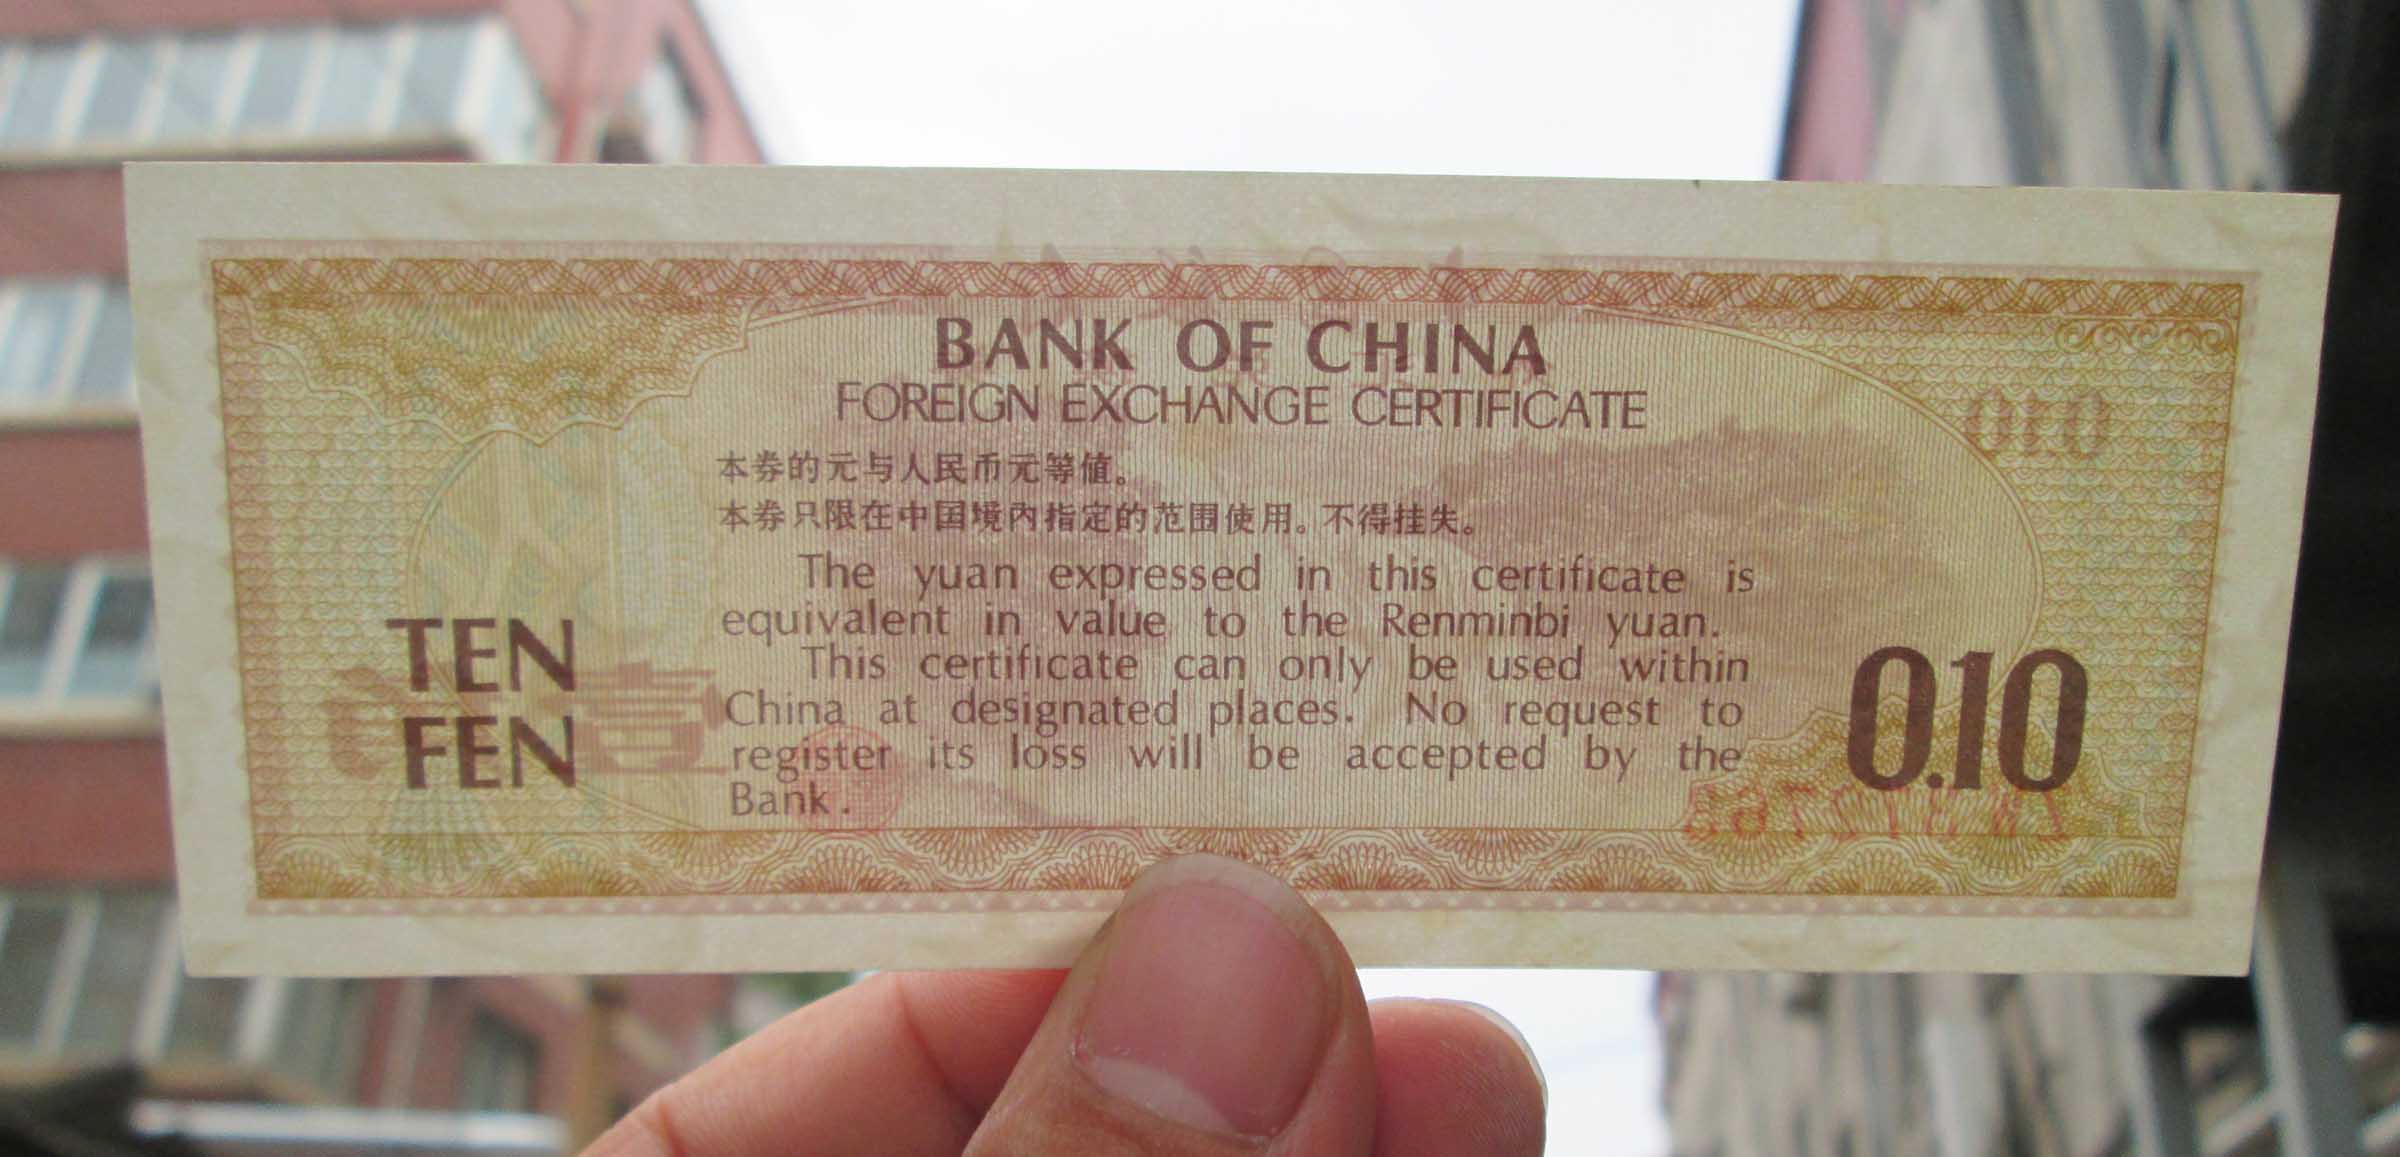 BANK OF CHINA
FOREIGN EXCHANGE CERTIFICATE
本券的元与人民币元等值。
本券只限在中国境内指定的范围使用。不得挂失。
The yuan expressed in this certificate is
equivalent in value to the Renminbi yuan.
This certificate can only be used within
China at designated places. No request to
register its loss will be accepted by the
Bank.
TEN
FEN
0.10